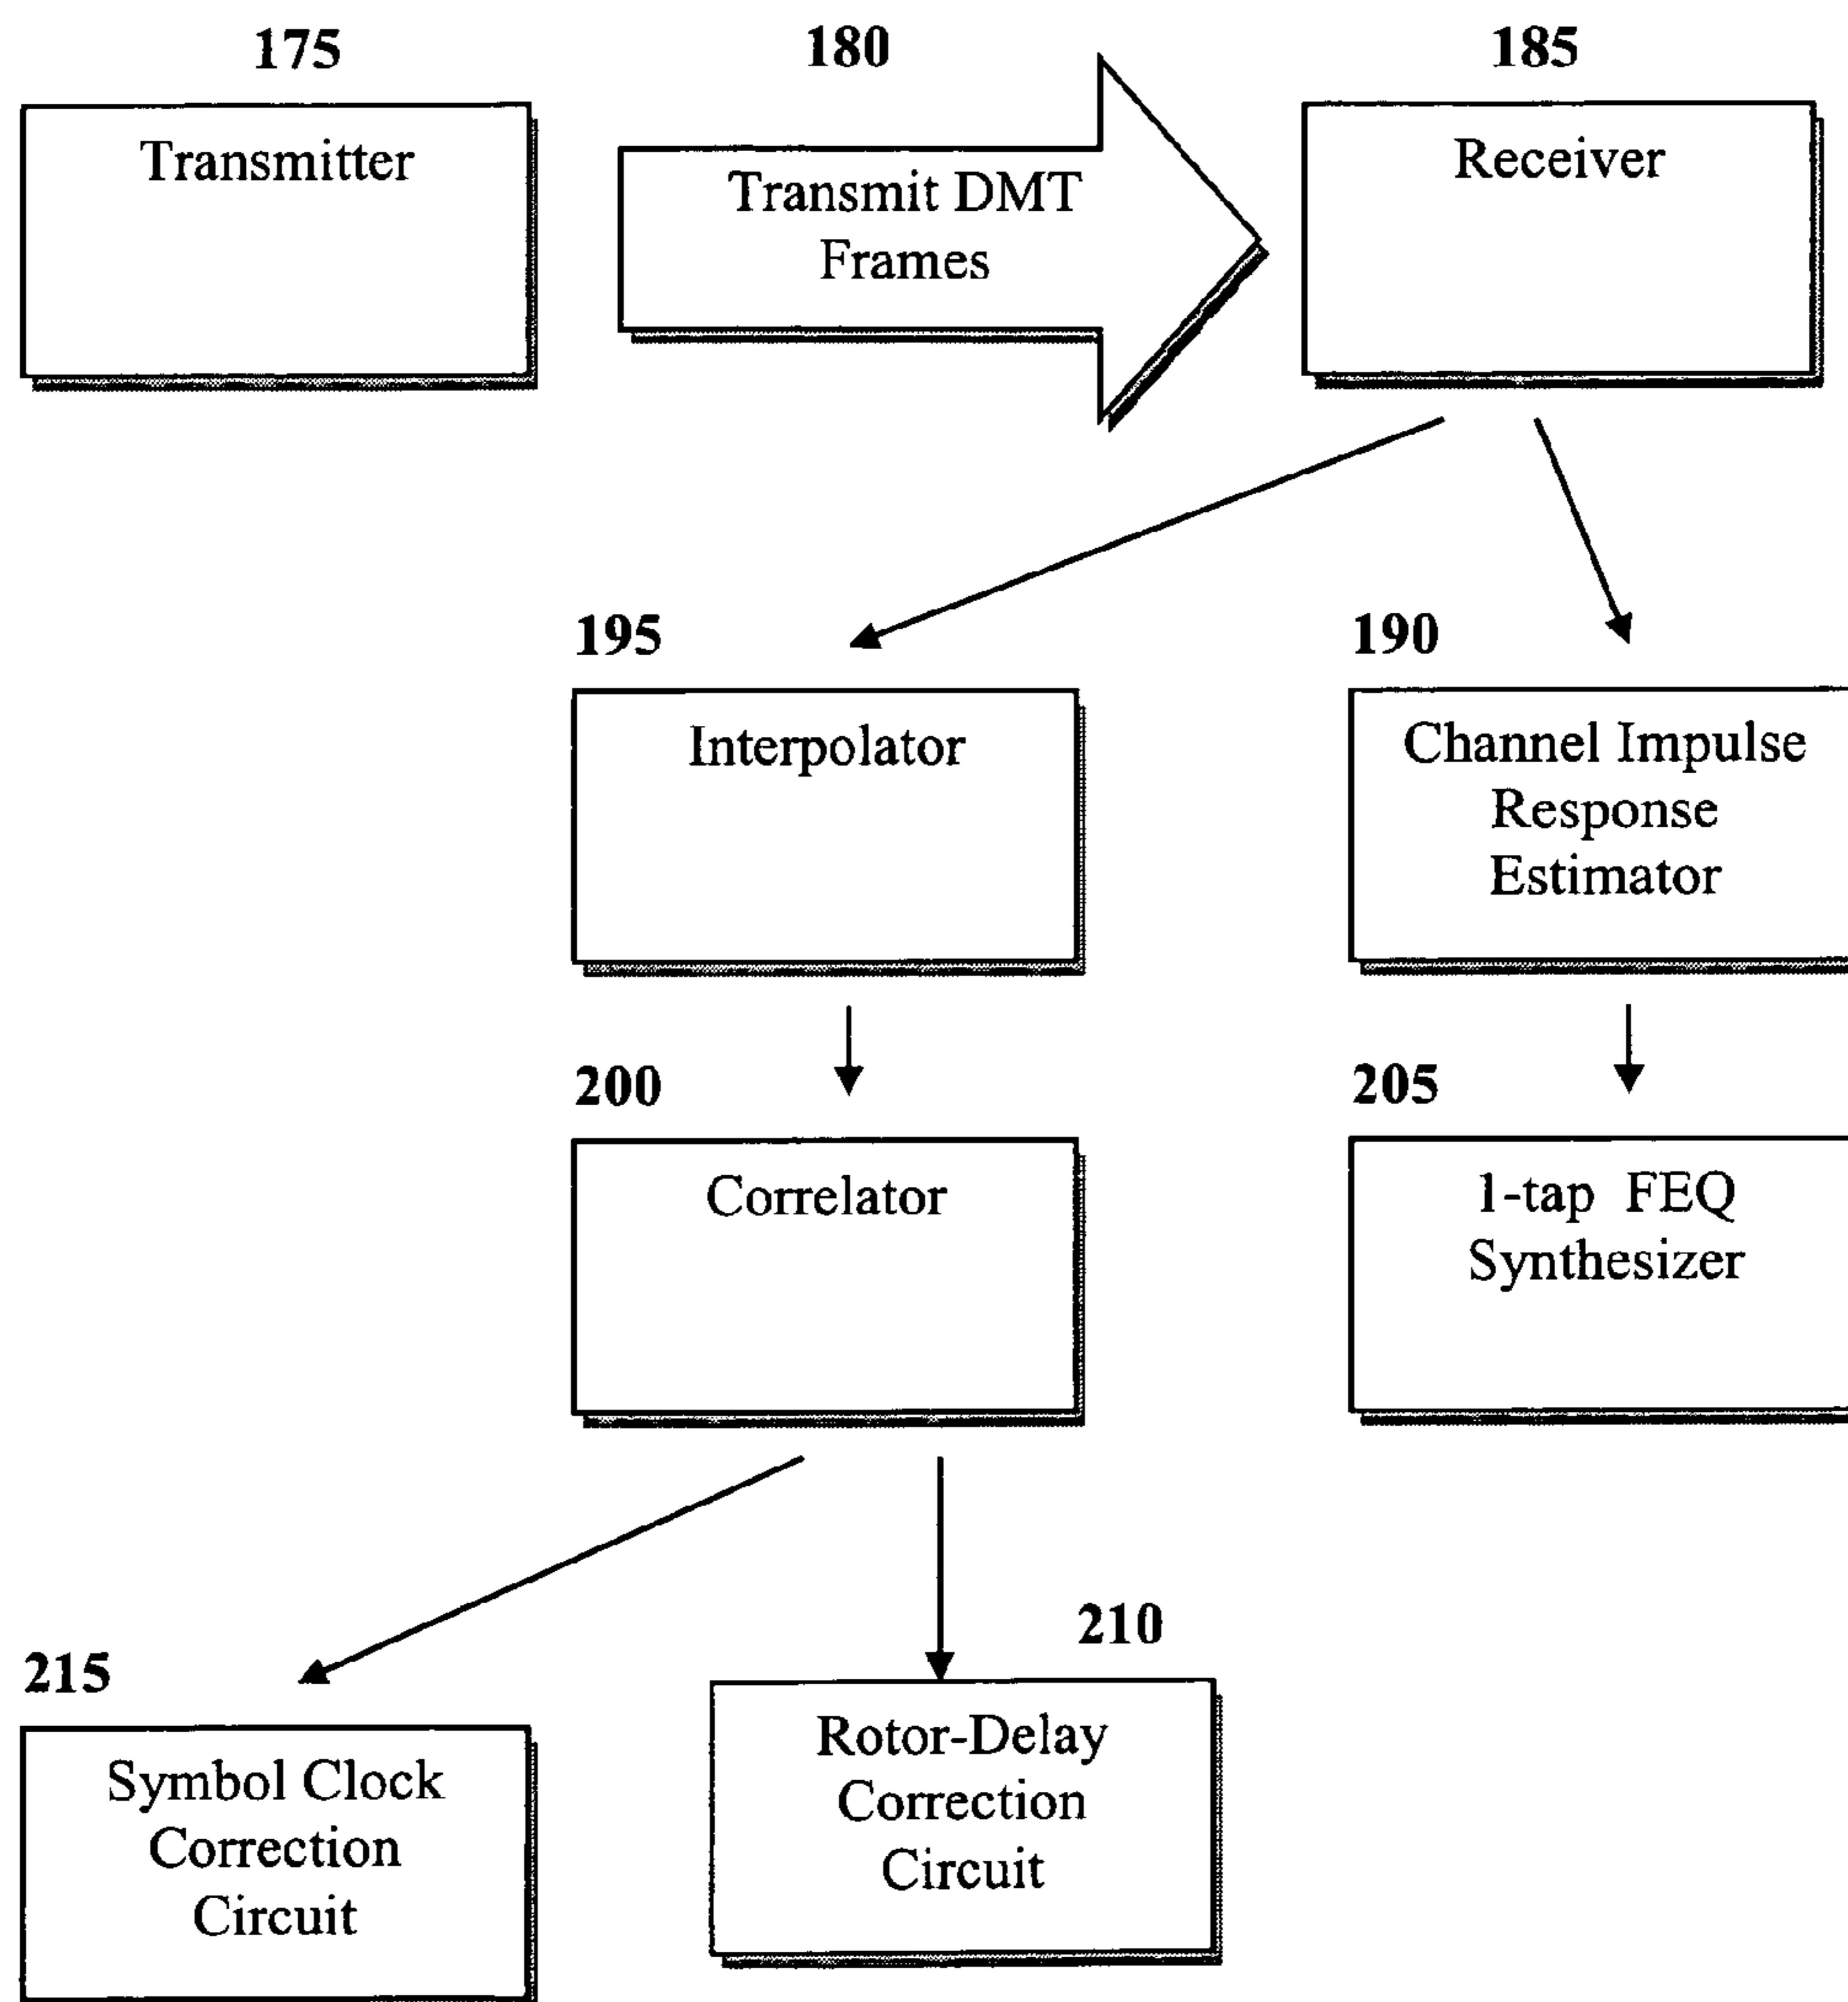 175
180
185
Transmitter
Transmit DMT
Frames
Receiver
195
190
Interpolator
Channel Impulse
Response
Estimator
200
205
Correlator
1-tap FEQ
Synthesizer
215
210
Symbol Clock
Correction
Circuit
Rotor-Delay
Correction
Circuit